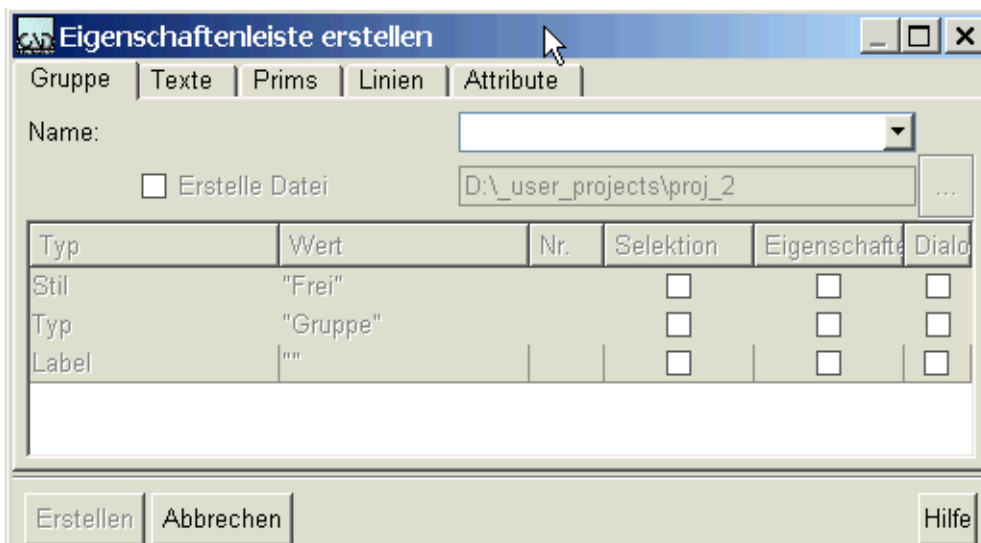 CAD Eigenschaftenleiste erstellen
Gruppe Texte Prims Linien Attribute
Name:
Erstelle Datei D:\_user_projects\proj_2 ...
Typ Wert Nr. Selektion Eigenschafte Dialo
Stil "Frei"
Typ "Gruppe"
Label ""
Erstellen Abbrechen Hilfe